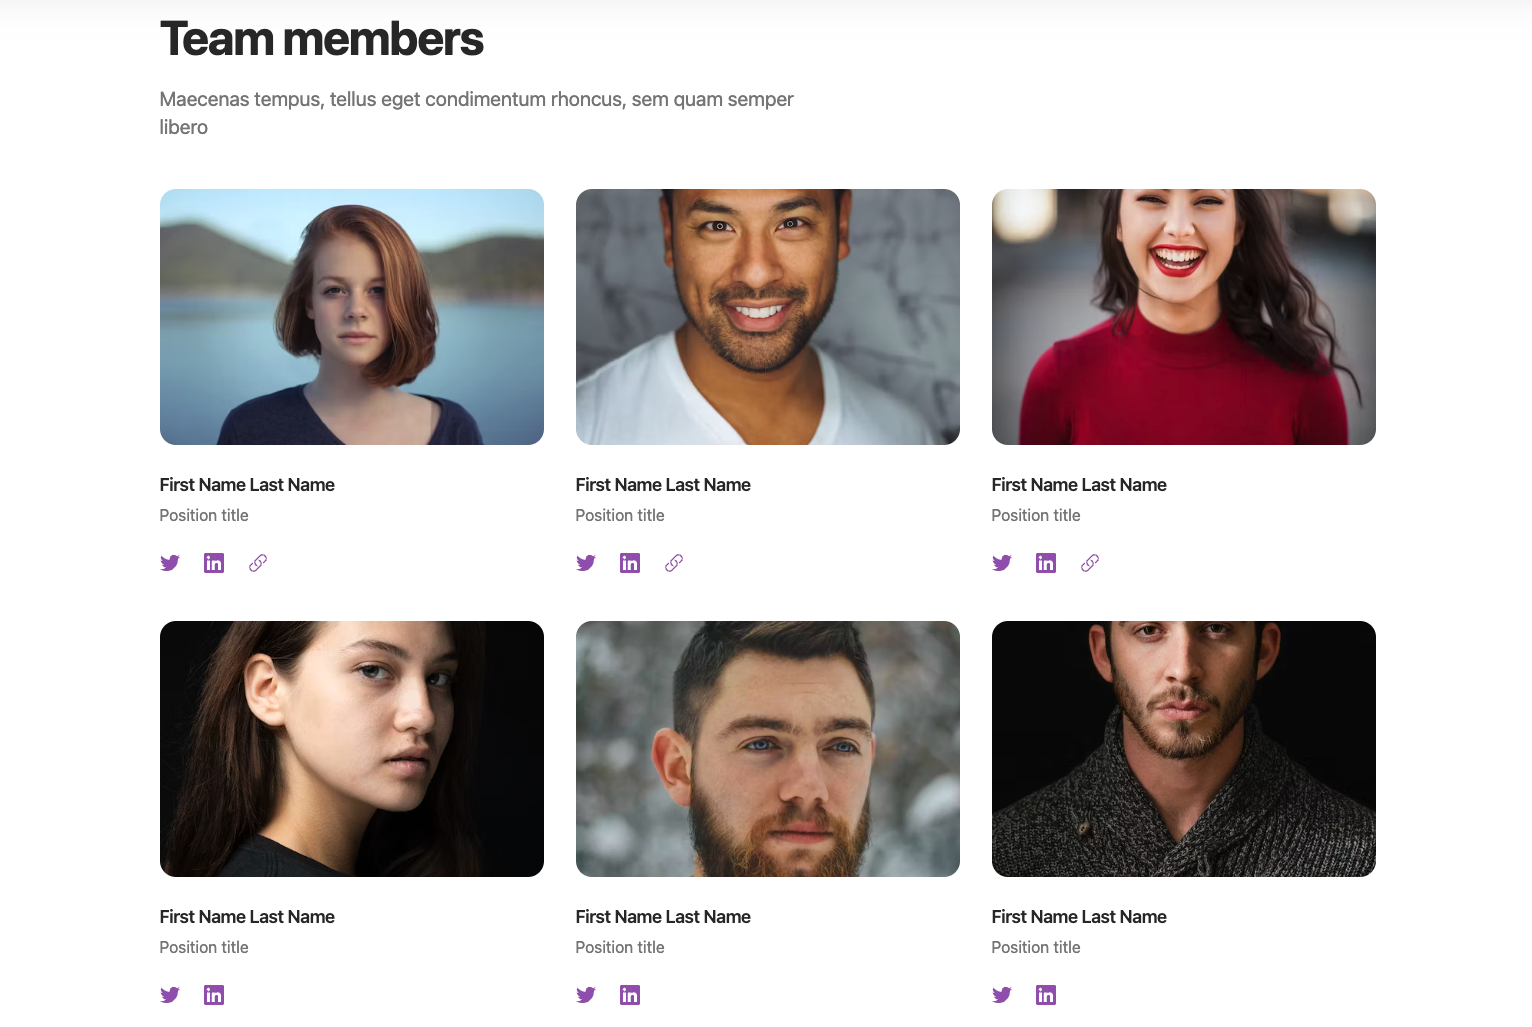 Team members
Maecenas tempus, tellus eget condimentum rhoncus, sem quam semper
libero
First Name Last Name
Position title
First Name Last Name
Position title
First Name Last Name
Position title
First Name Last Name
Position title
First Name Last Name
Position title
First Name Last Name
Position title